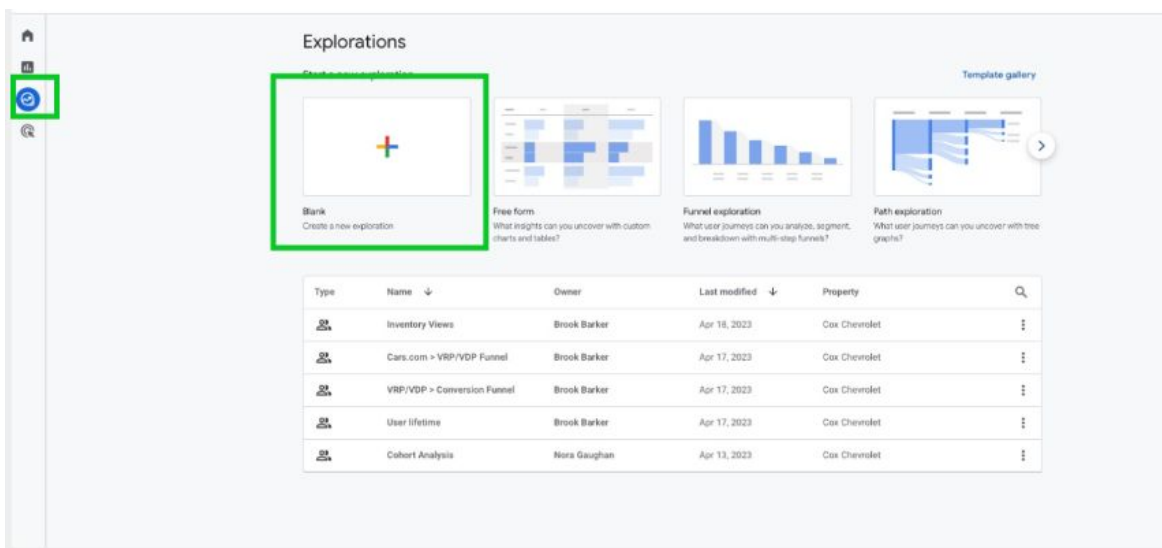 Explorations
Start a new exploration
Template gallery
Blank
Create a new exploration
Free form
What insights can you uncover with custom
charts and tables?
Funnel exploration
What user journeys can you analyze, segment,
and breakdown with multi-step funnels?
Path exploration
What user journeys can you uncover with tree
graphs?
Type Name Owner Last modified Property
Inventory Views Brook Barker Apr 18, 2023 Cox Chevrolet
Cars.com > VRP/VDP Funnel Brook Barker Apr 17, 2023 Cox Chevrolet
VRP/VDP > Conversion Funnel Brook Barker Apr 17, 2023 Cox Chevrolet
User lifetime Brook Barker Apr 17, 2023 Cox Chevrolet
Cohort Analysis Nora Gaughan Apr 13, 2023 Cox Chevrolet